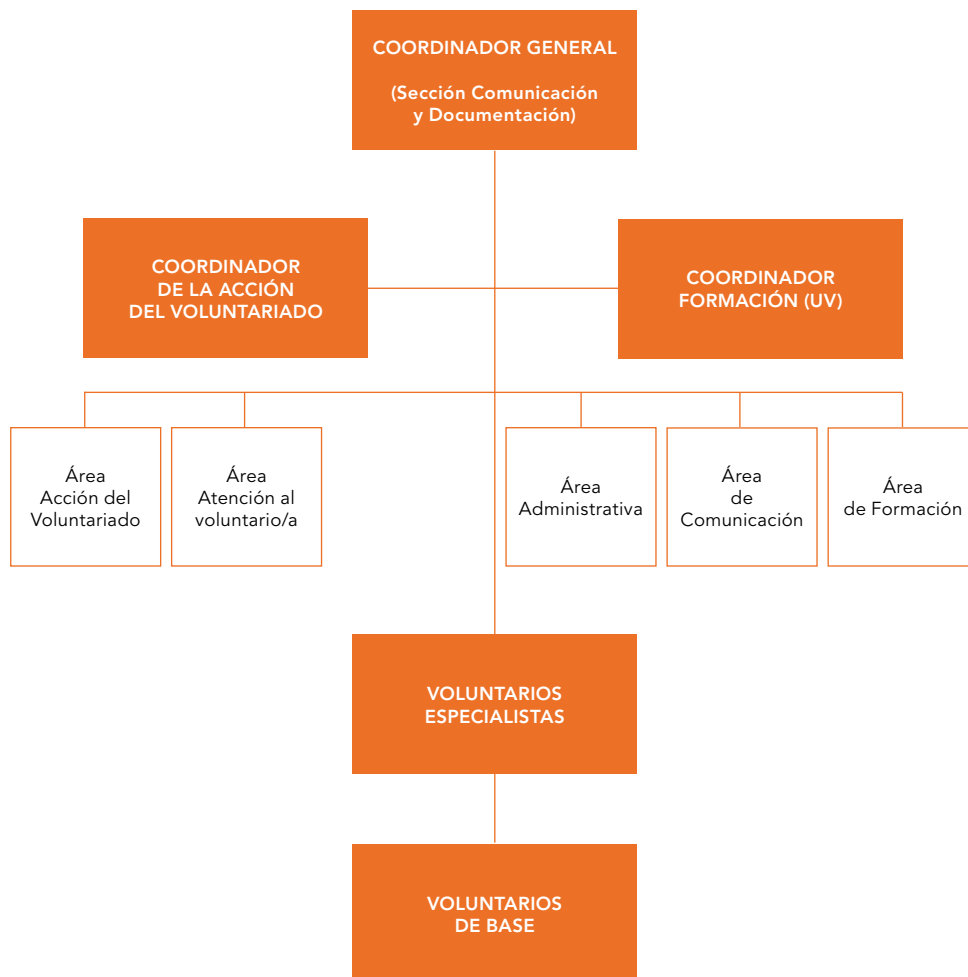 COORDINADOR GENERAL
(Sección Comunicación
y Documentación)
COORDINADOR
DE LA ACCIÓN
DEL VOLUNTARIADO
COORDINADOR
FORMACIÓN (UV)
Área
Acción del
Voluntariado
Área
Atención al
voluntario/a
Área
Administrativa
Área
de
Comunicación
Área
de Formación
VOLUNTARIOS
ESPECIALISTAS
VOLUNTARIOS
DE BASE